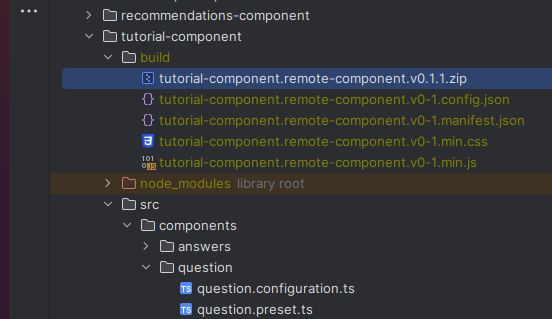 recommendations-component
tutorial-component
build
tutorial-component.remote-component.v0.1.1.zip
tutorial-component.remote-component.v0-1.config.json
tutorial-component.remote-component.v0-1.manifest.json
tutorial-component.remote-component.v0-1.min.css
tutorial-component.remote-component.v0-1.min.js
node_modules library root
src
components
answers
question
TS question.configuration.ts
TS question.preset.ts